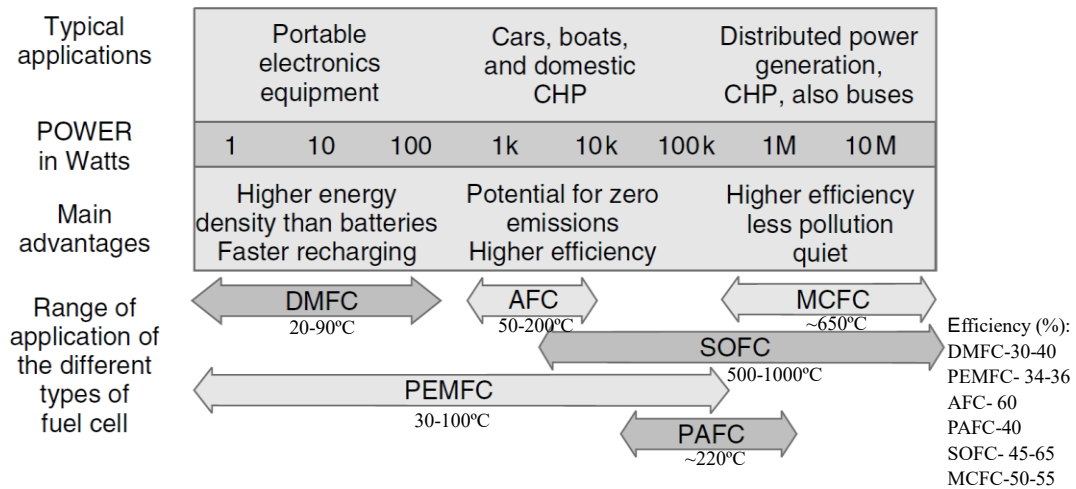 Typical
applications
Portable
electronics
equipment
Cars, boats,
and domestic
CHP
Distributed power
generation,
CHP, also buses
POWER
in Watts
1 10 100 1k 10k 100k 1M 10M
Main
advantages
Higher energy
density than batteries
Faster recharging
Potential for zero
emissions
Higher efficiency
Higher efficiency
less pollution
quiet
Range of
application of
the different
types of
fuel cell
DMFC
20-90ºC
AFC
50-200ºC
MCFC
~650ºC
SOFC
500-1000ºC
PEMFC
30-100ºC
PAFC
~220ºC
Efficiency (%):
DMFC-30-40
PEMFC- 34-36
AFC- 60
PAFC-40
SOFC- 45-65
MCFC-50-55